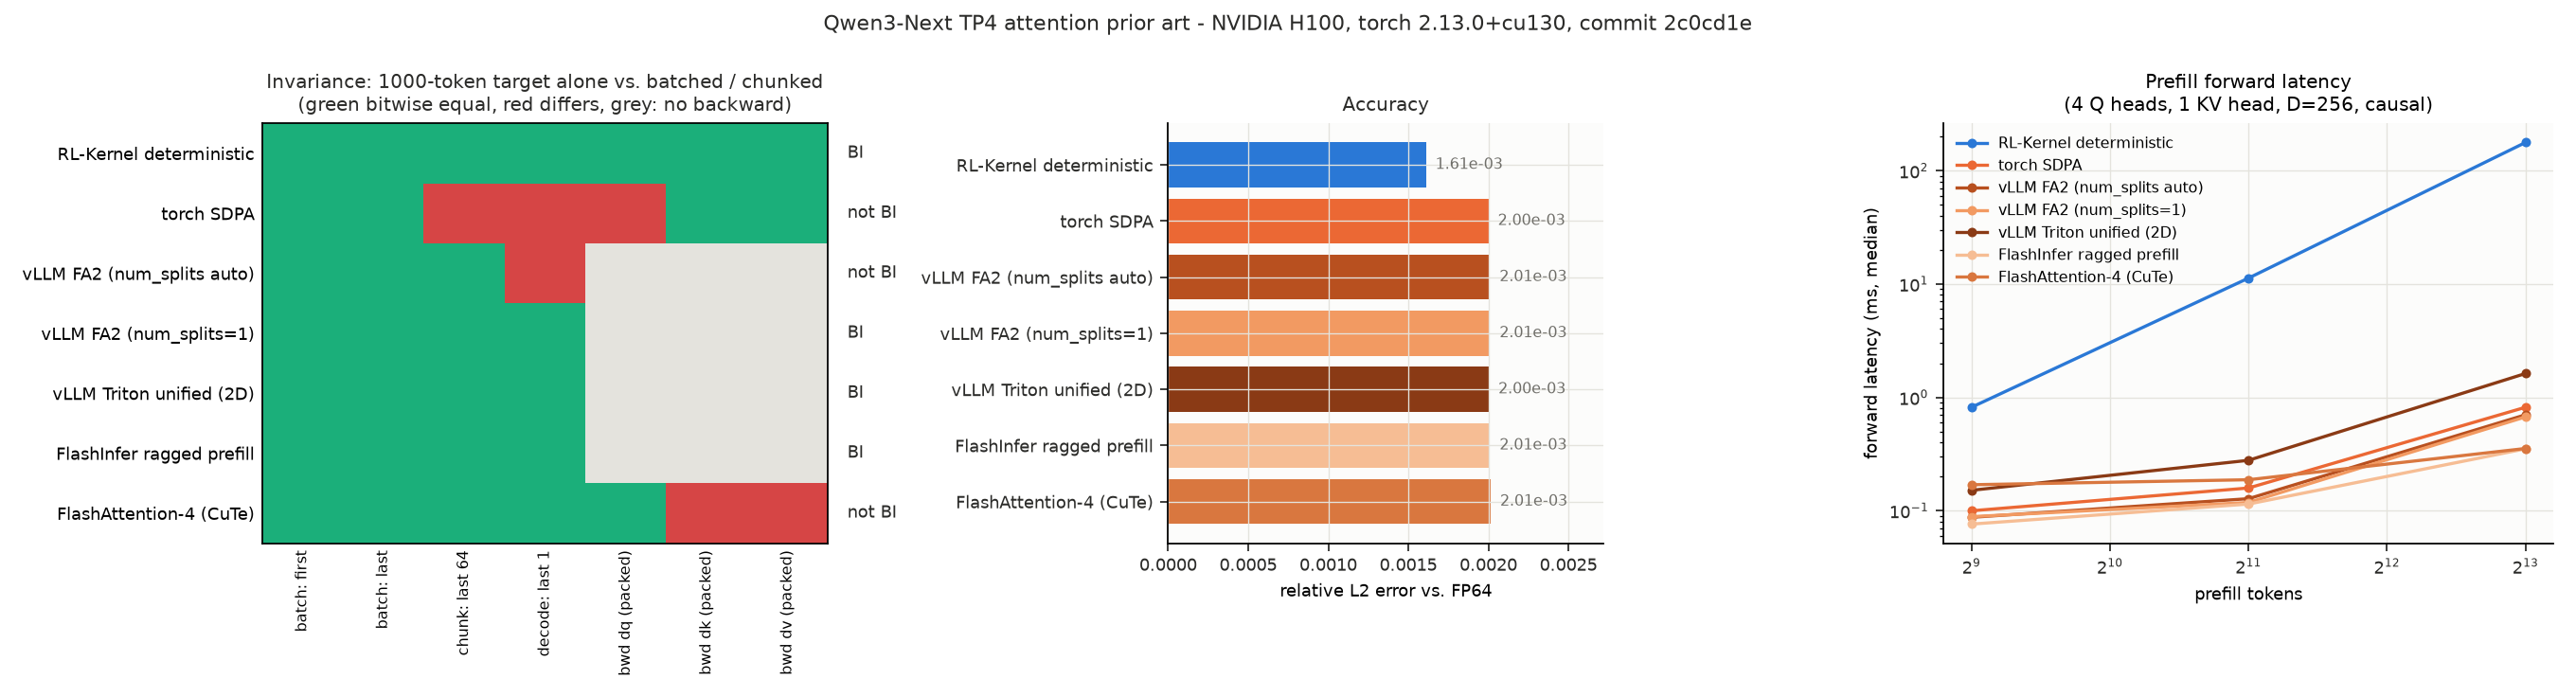 Qwen3-Next TP4 attention prior art - NVIDIA H100, torch 2.13.0+cu130, commit 2c0cd1e
Invariance: 1000-token target alone vs. batched / chunked
(green bitwise equal, red differs, grey: no backward)
RL-Kernel deterministic
BI
torch SDPA
not BI
vLLM FA2 (num_splits auto)
not BI
vLLM FA2 (num_splits=1)
BI
vLLM Triton unified (2D)
BI
FlashInfer ragged prefill
BI
FlashAttention-4 (CuTe)
not BI
batch: first
batch: last
chunk: last 64
decode: last 1
bwd dq (packed)
bwd dk (packed)
bwd dv (packed)
Accuracy
RL-Kernel deterministic
1.61e-03
torch SDPA
2.00e-03
vLLM FA2 (num_splits auto)
2.01e-03
vLLM FA2 (num_splits=1)
2.01e-03
vLLM Triton unified (2D)
2.00e-03
FlashInfer ragged prefill
2.01e-03
FlashAttention-4 (CuTe)
2.01e-03
0.0000 0.0005 0.0010 0.0015 0.0020 0.0025
relative L2 error vs. FP64
Prefill forward latency
(4 Q heads, 1 KV head, D=256, causal)
RL-Kernel deterministic
torch SDPA
vLLM FA2 (num_splits auto)
vLLM FA2 (num_splits=1)
vLLM Triton unified (2D)
FlashInfer ragged prefill
FlashAttention-4 (CuTe)
forward latency (ms, median)
10²
10¹
10⁰
10⁻¹
2⁹ 2¹⁰ 2¹¹ 2¹² 2¹³
prefill tokens